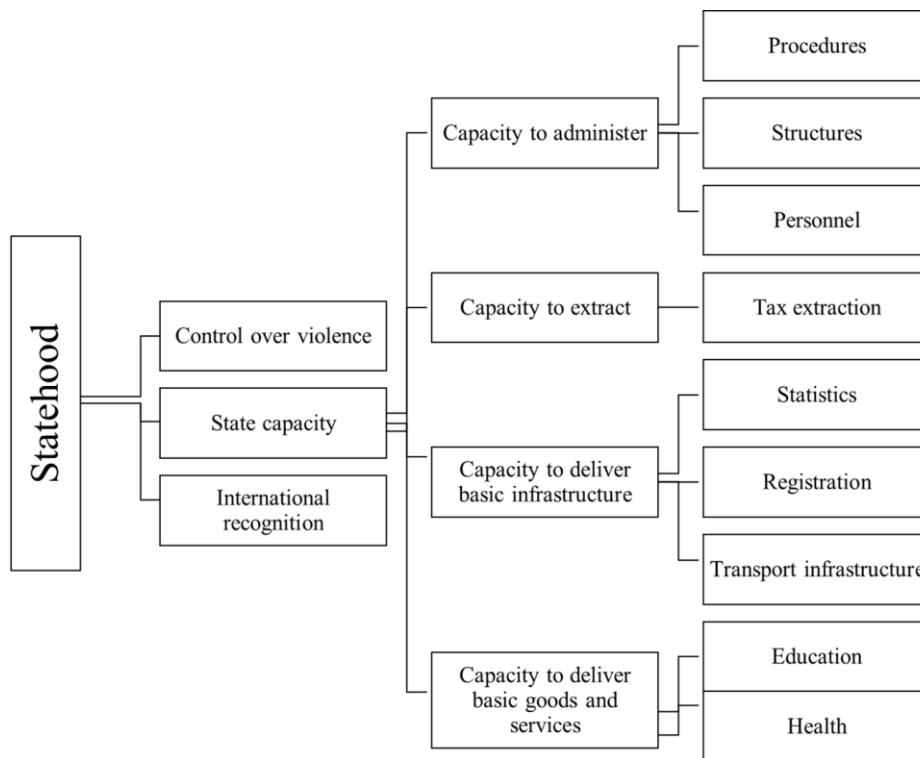 Statehood
Control over violence
State capacity
International
recognition
Capacity to administer
Capacity to extract
Capacity to deliver
basic infrastructure
Capacity to deliver
basic goods and
services
Procedures
Structures
Personnel
Tax extraction
Statistics
Registration
Transport infrastructure
Education
Health